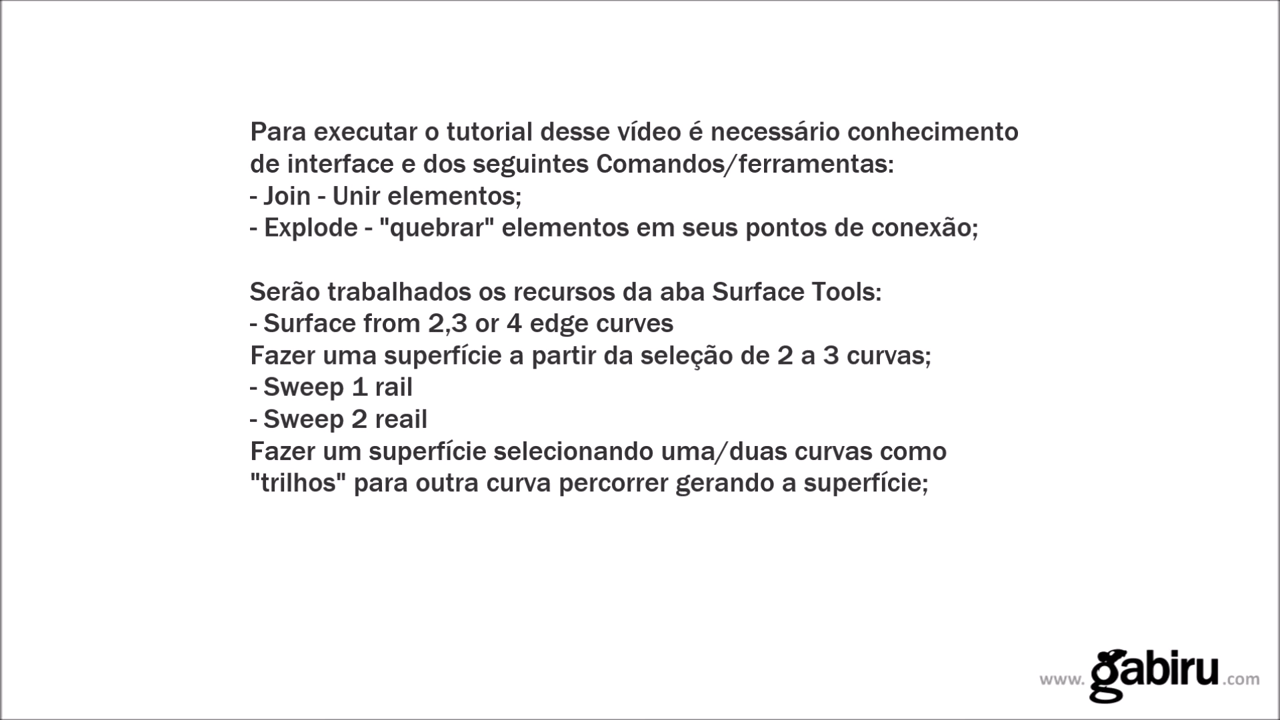 Para executar o tutorial desse vídeo é necessário conhecimento
de interface e dos seguintes Comandos/ferramentas:
- Join - Unir elementos;
- Explode - "quebrar" elementos em seus pontos de conexão;
Serão trabalhados os recursos da aba Surface Tools:
- Surface from 2,3 or 4 edge curves
Fazer uma superfície a partir da seleção de 2 a 3 curvas;
- Sweep 1 rail
- Sweep 2 reail
Fazer um superfície selecionando uma/duas curvas como
"trilhos" para outra curva percorrer gerando a superfície;
www.gabiru.com